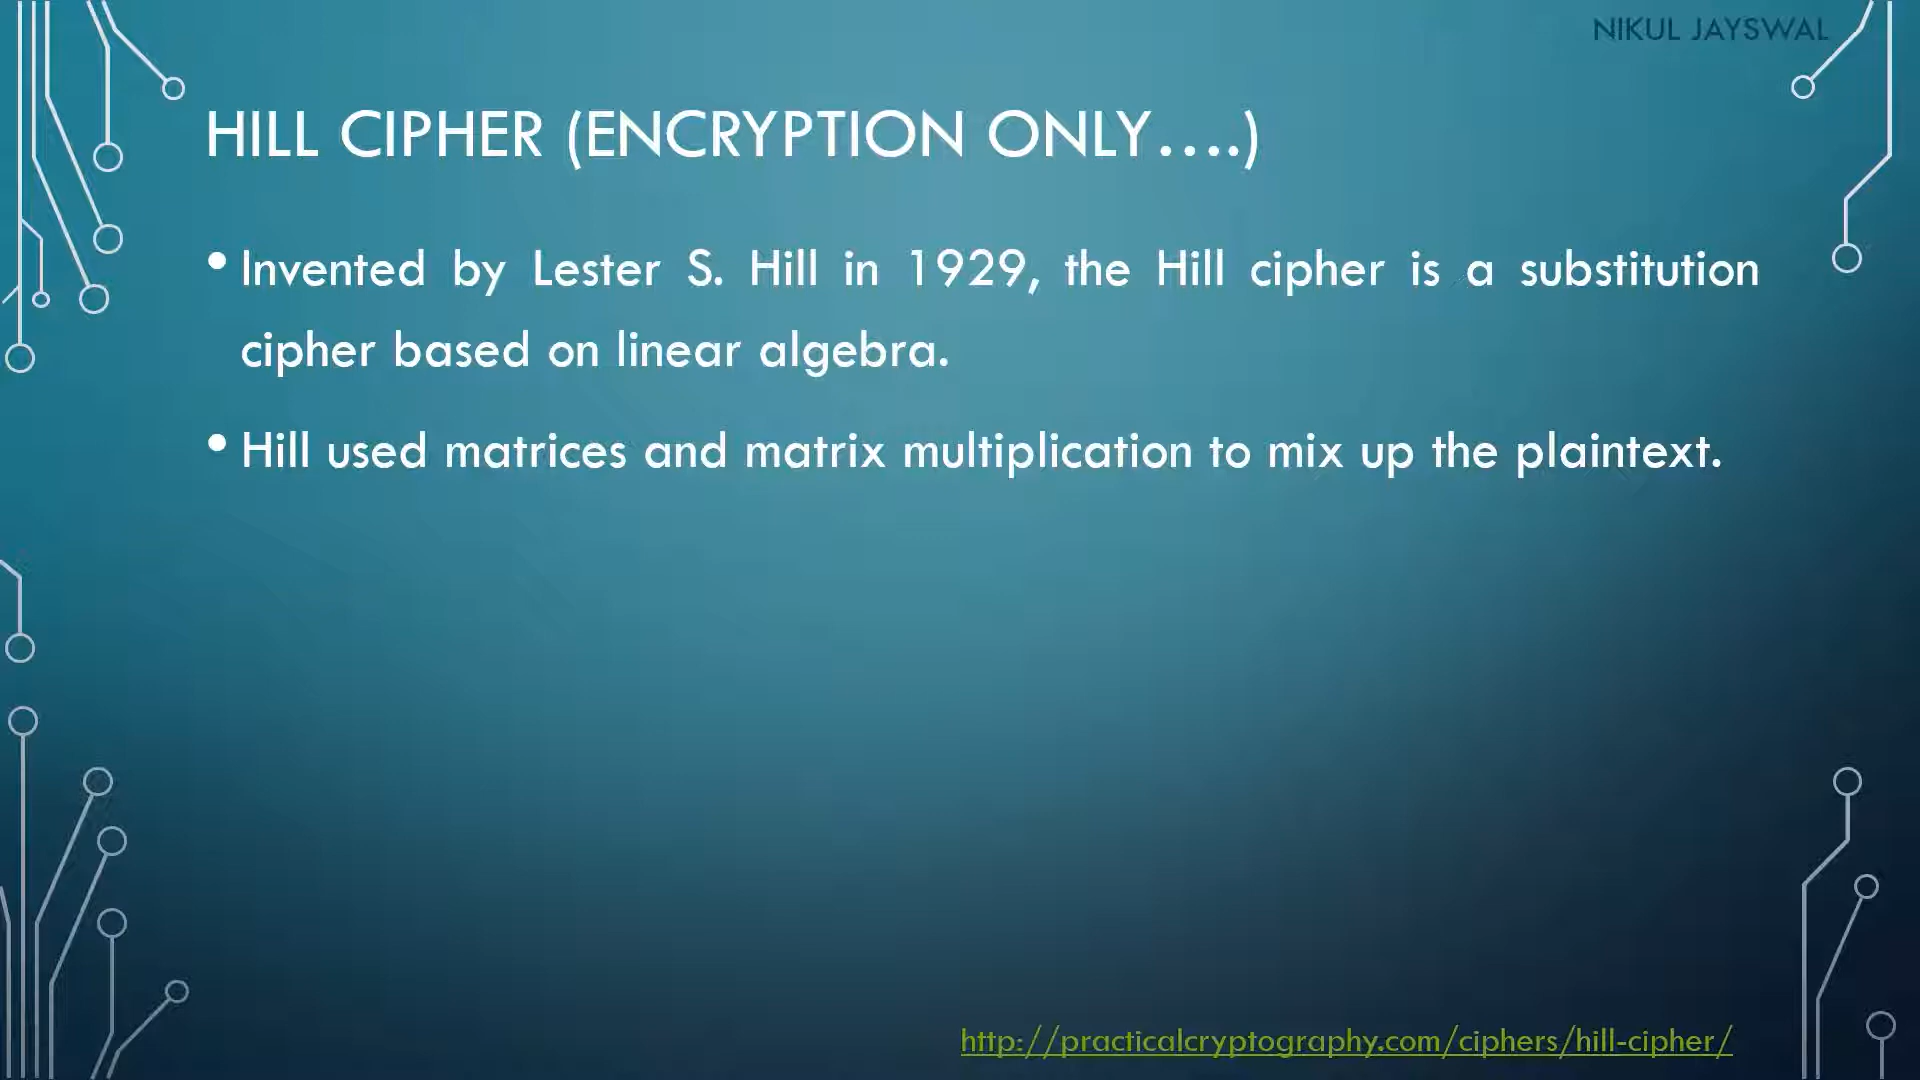 NIKUL JAYSWAL
HILL CIPHER (ENCRYPTION ONLY....)
• Invented by Lester S. Hill in 1929, the Hill cipher is a substitution
cipher based on linear algebra.
• Hill used matrices and matrix multiplication to mix up the plaintext.
http://practicalcryptography.com/ciphers/hill-cipher/